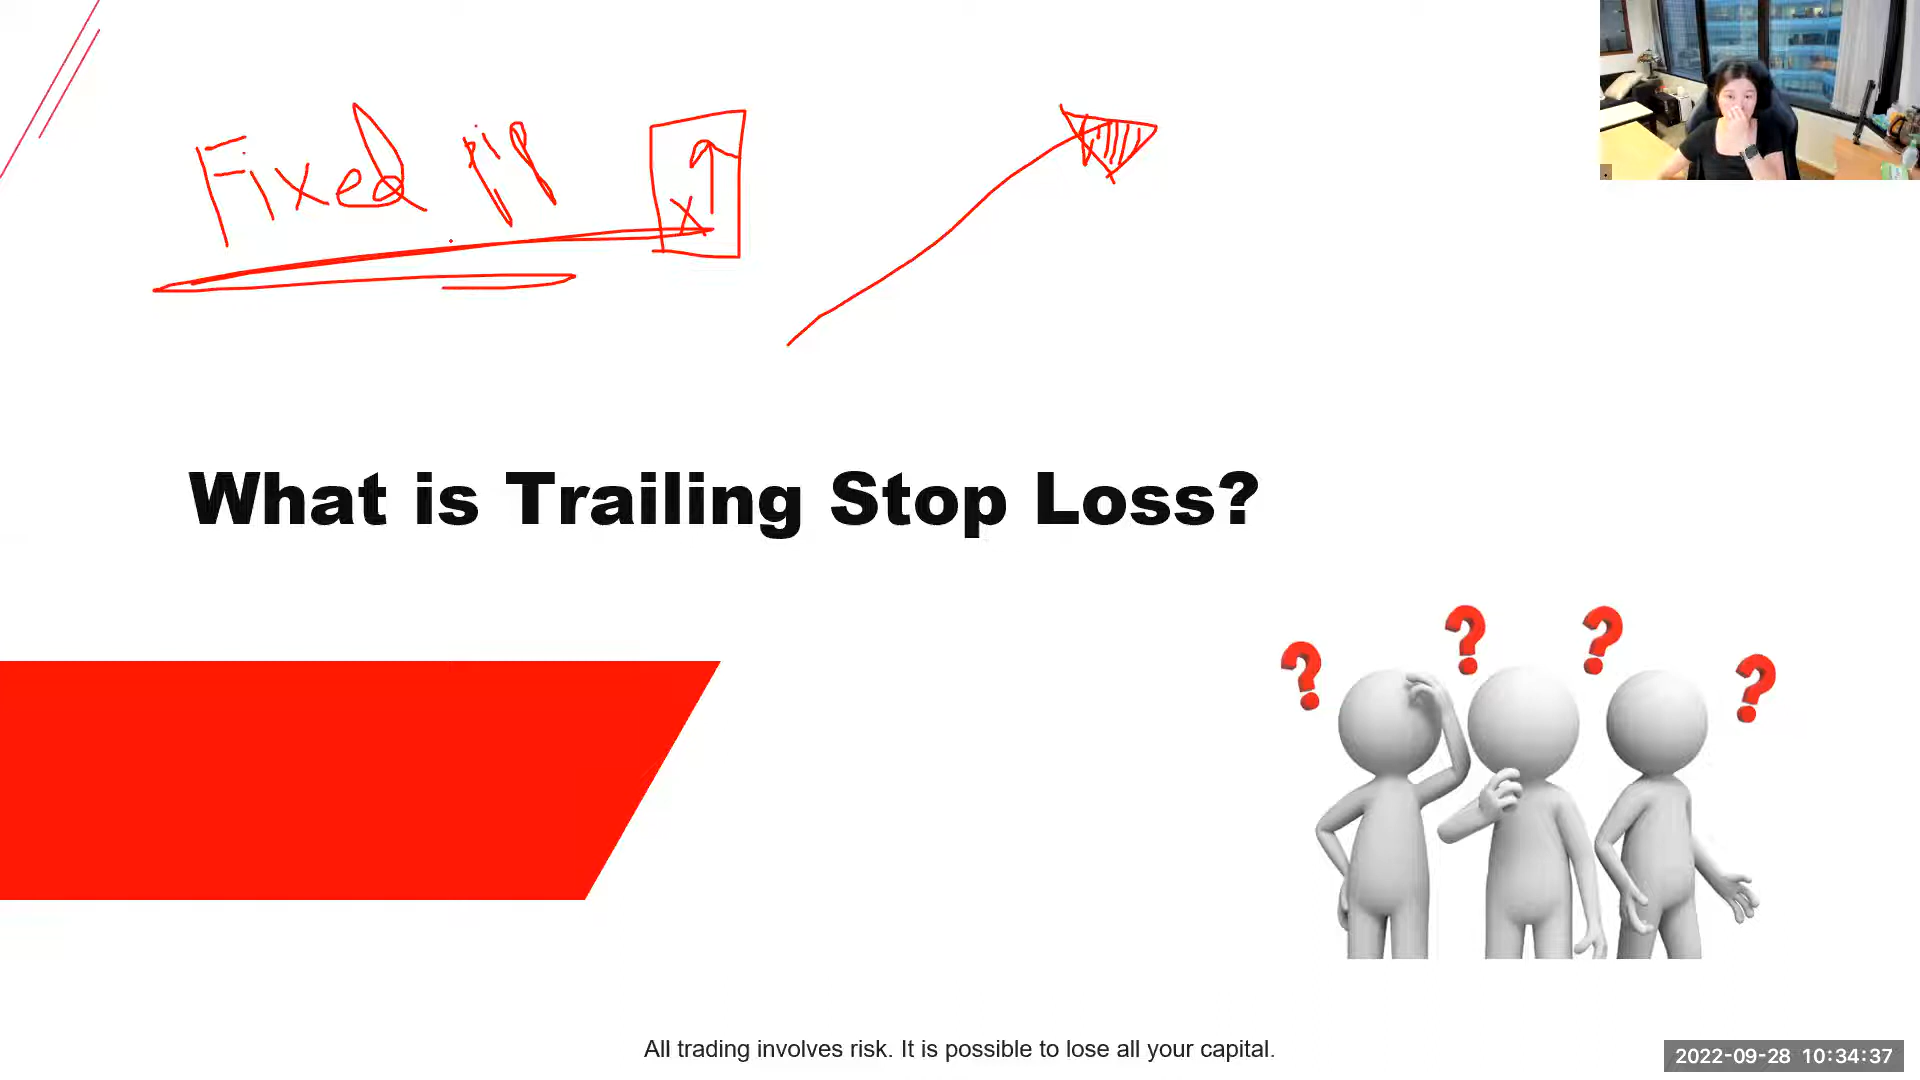 Fixed pip
x
What is Trailing Stop Loss?
? ? ? ?
All trading involves risk. It is possible to lose all your capital.
2022-09-28 10:34:37